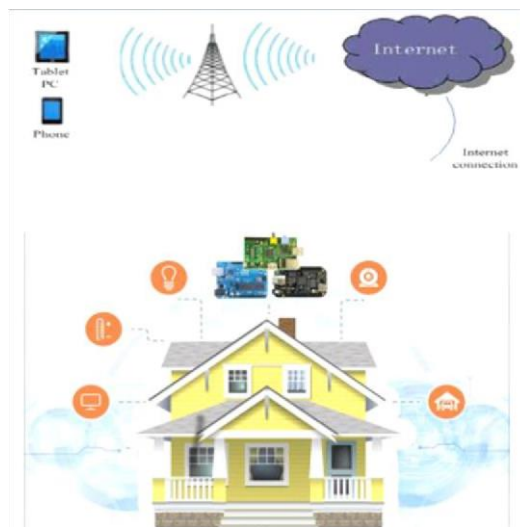 Tablet
PC
Phone
Internet
Internet
connection